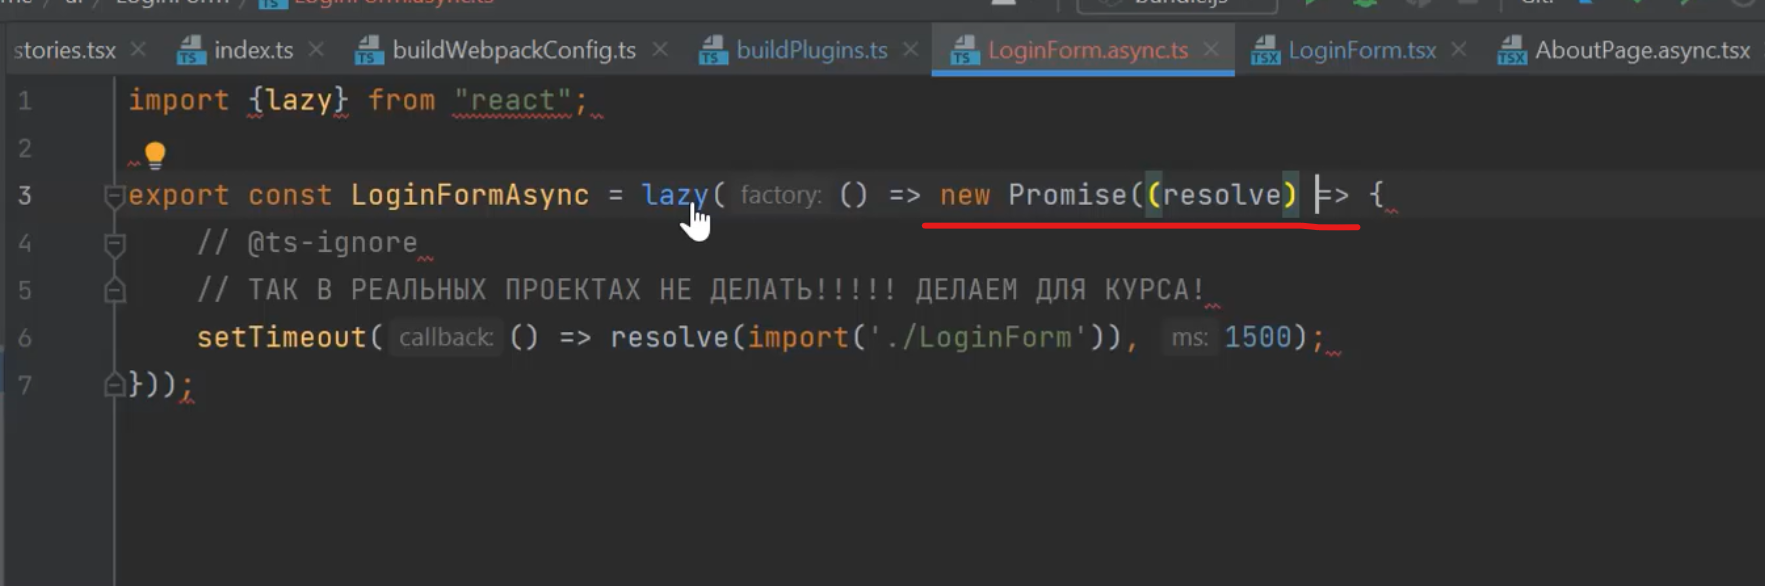 stories.tsx index.ts buildWebpackConfig.ts buildPlugins.ts LoginForm.async.ts LoginForm.tsx AboutPage.async.tsx
1 import {lazy} from "react";
2
3 export const LoginFormAsync = lazy( factory: () => new Promise((resolve) => {
4 // @ts-ignore
5 // ТАК В РЕАЛЬНЫХ ПРОЕКТАХ НЕ ДЕЛАТЬ!!!!! ДЕЛАЕМ ДЛЯ КУРСА!
6 setTimeout( callback: () => resolve(import('./LoginForm')), ms: 1500);
7 }));